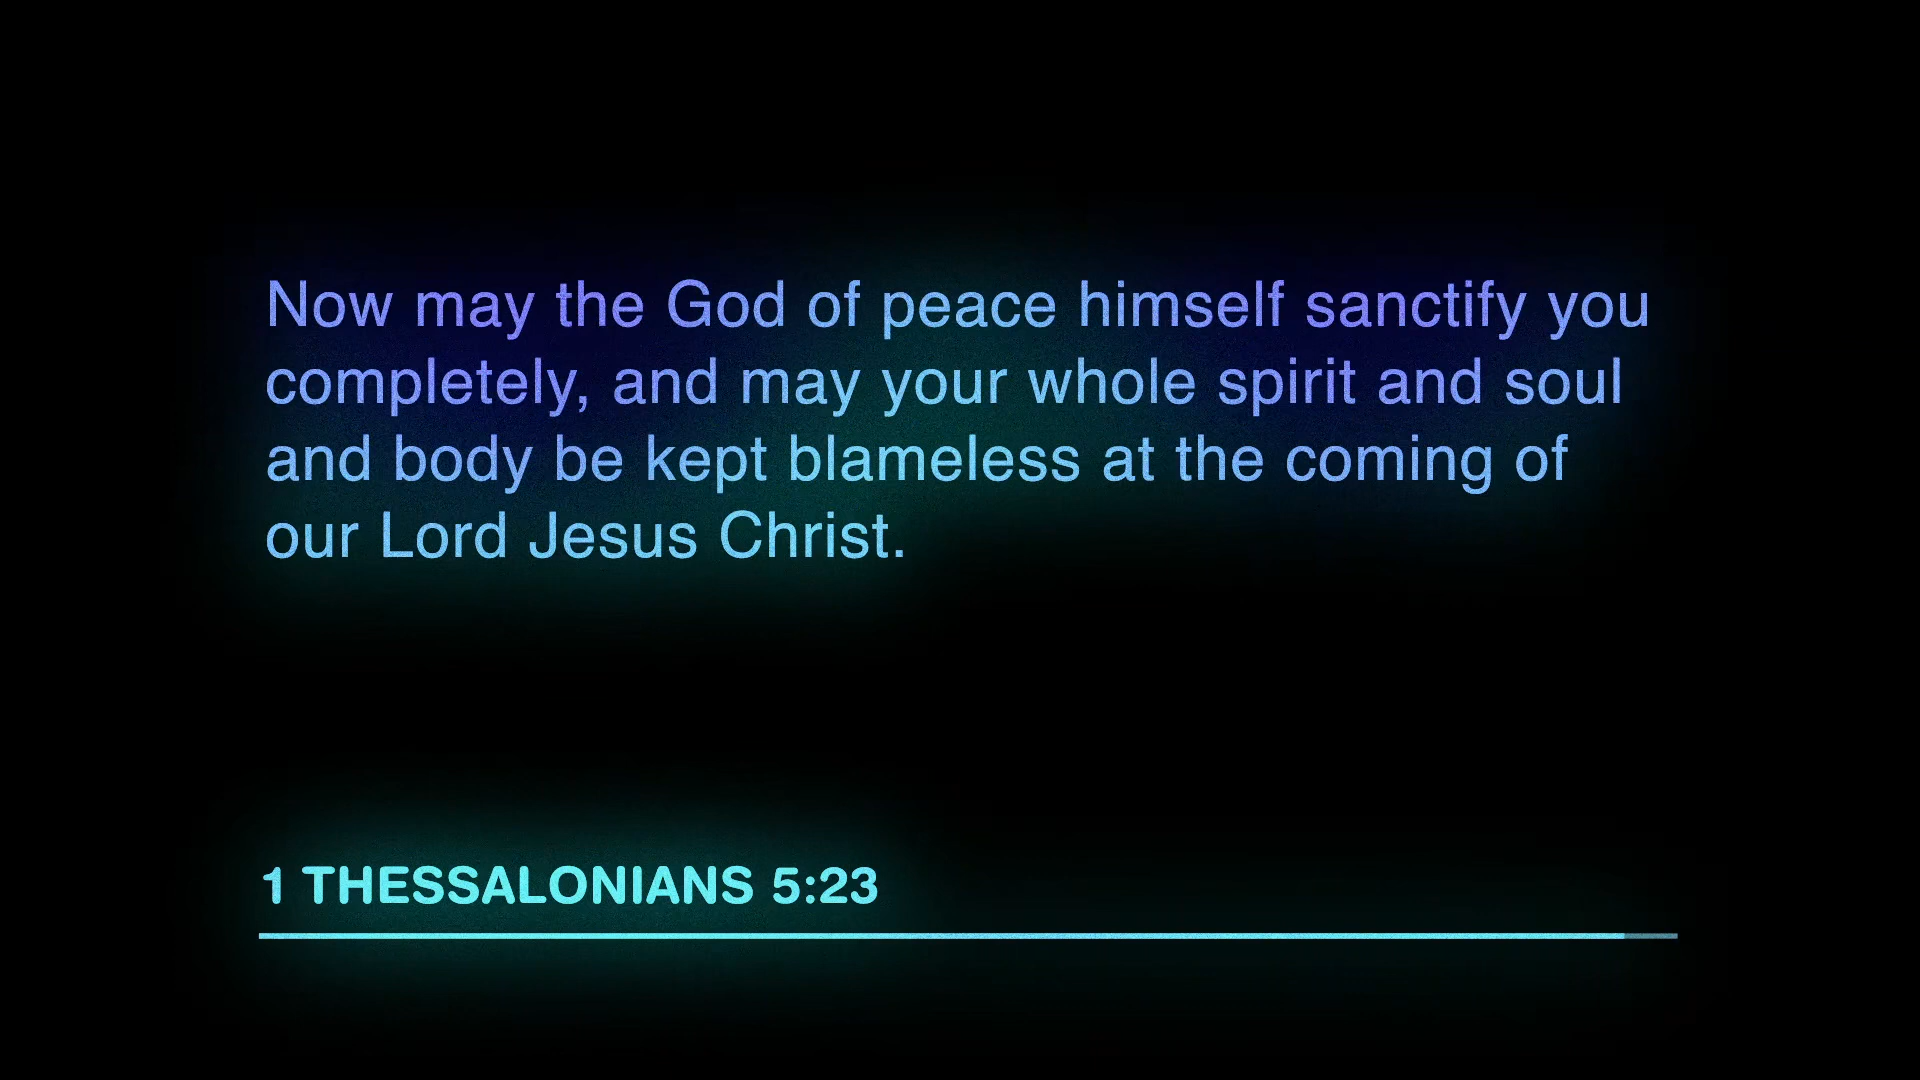 Now may the God of peace himself sanctify you
completely, and may your whole spirit and soul
and body be kept blameless at the coming of
our Lord Jesus Christ.
1 THESSALONIANS 5:23